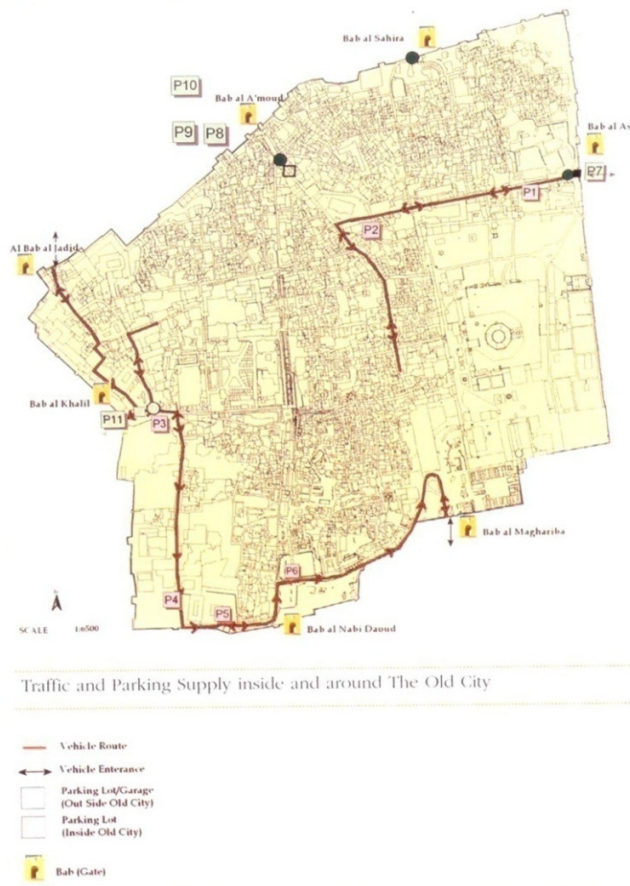 Bab al Sahira
P10
Bab al A'moud
P9
P8
P7
P1
P2
Al Bab al Jadid
Bab al Khalil
P11
P3
Bab al Maghariba
P6
P4
P5
Bab al Nabi Daoud
N
SCALE 1:6500
Traffic and Parking Supply inside and around The Old City
Vehicle Route
Vehicle Enterance
Parking Lot/Garage
(Out Side Old City)
Parking Lot
(Inside Old City)
Bab (Gate)